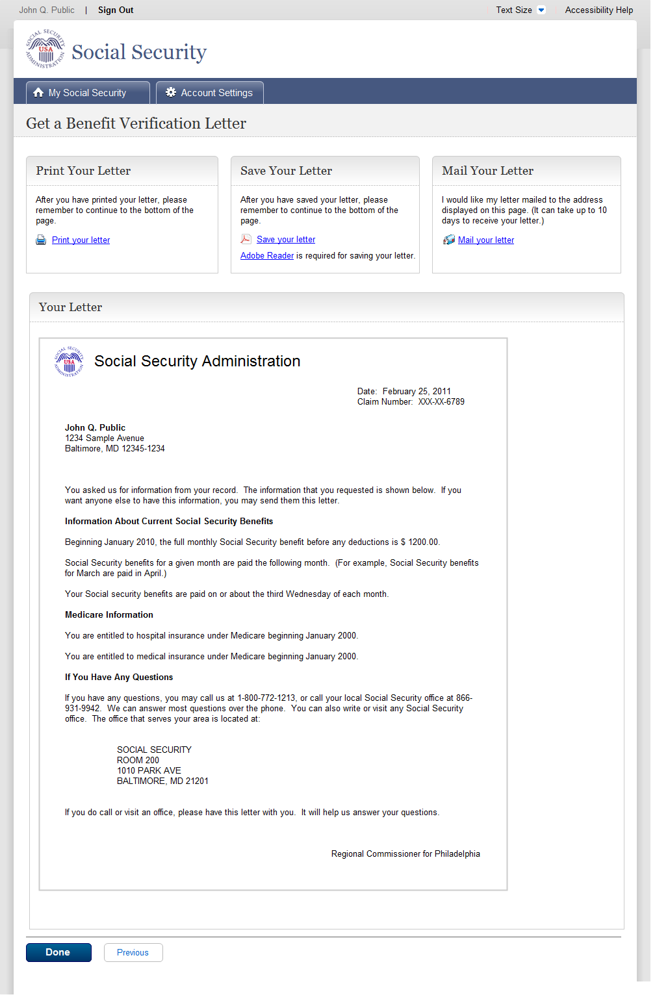 John Q. Public | Sign Out
Text Size
Accessibility Help
SOCIAL SECURITY ADMINISTRATION
USA
Social Security
My Social Security
Account Settings
Get a Benefit Verification Letter
Print Your Letter
After you have printed your letter, please
remember to continue to the bottom of the
page.
Print your letter
Save Your Letter
After you have saved your letter, please
remember to continue to the bottom of the
page.
Save your letter
Adobe Reader is required for saving your letter.
Mail Your Letter
I would like my letter mailed to the address
displayed on this page. (It can take up to 10
days to receive your letter.)
Mail your letter
Your Letter
SOCIAL SECURITY ADMINISTRATION
USA
Social Security Administration
Date: February 25, 2011
Claim Number: XXX-XX-6789
John Q. Public
1234 Sample Avenue
Baltimore, MD 12345-1234
You asked us for information from your record. The information that you requested is shown below. If you
want anyone else to have this information, you may send them this letter.
Information About Current Social Security Benefits
Beginning January 2010, the full monthly Social Security benefit before any deductions is $ 1200.00.
Social Security benefits for a given month are paid the following month. (For example, Social Security benefits
for March are paid in April.)
Your Social security benefits are paid on or about the third Wednesday of each month.
Medicare Information
You are entitled to hospital insurance under Medicare beginning January 2000.
You are entitled to medical insurance under Medicare beginning January 2000.
If You Have Any Questions
If you have any questions, you may call us at 1-800-772-1213, or call your local Social Security office at 866-
931-9942. We can answer most questions over the phone. You can also write or visit any Social Security
office. The office that serves your area is located at:
SOCIAL SECURITY
ROOM 200
1010 PARK AVE
BALTIMORE, MD 21201
If you do call or visit an office, please have this letter with you. It will help us answer your questions.
Regional Commissioner for Philadelphia
Done
Previous